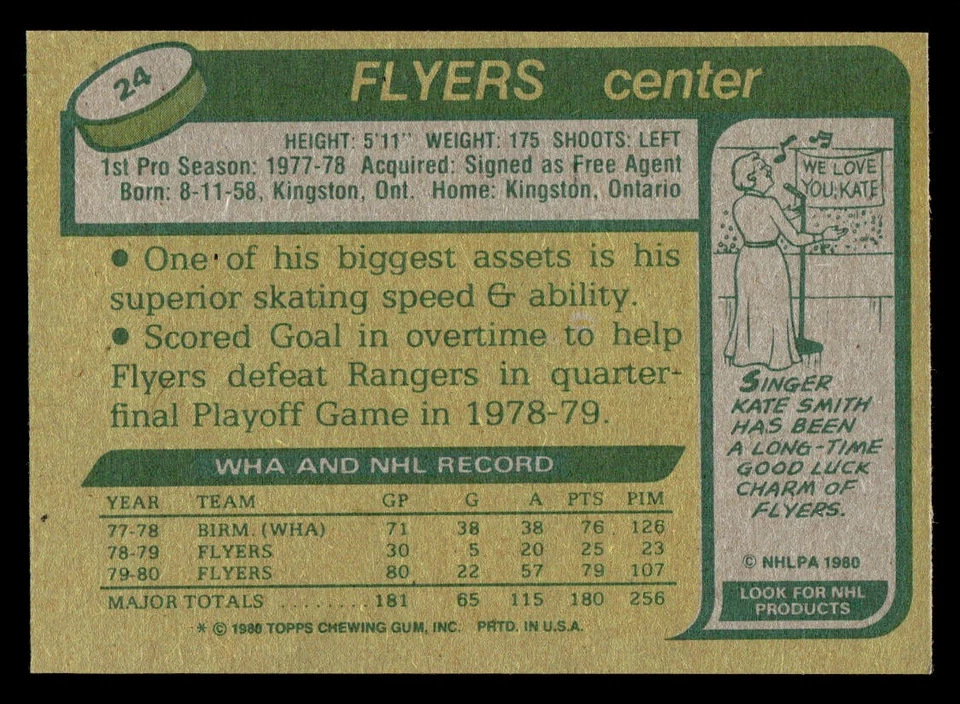 24
FLYERS center
HEIGHT: 5'11" WEIGHT: 175 SHOOTS: LEFT
1st Pro Season: 1977-78 Acquired: Signed as Free Agent
Born: 8-11-58, Kingston, Ont. Home: Kingston, Ontario
• One of his biggest assets is his
superior skating speed & ability.
• Scored Goal in overtime to help
Flyers defeat Rangers in quarter-
final Playoff Game in 1978-79.
WHA AND NHL RECORD
YEAR TEAM GP G A PTS PIM
77-78 BIRM. (WHA) 71 38 38 76 126
78-79 FLYERS 30 5 20 25 23
79-80 FLYERS 80 22 57 79 107
MAJOR TOTALS ........ 181 65 115 180 256
* © 1980 TOPPS CHEWING GUM, INC. PRTD. IN U.S.A.
WE LOVE
YOU, KATE
SINGER
KATE SMITH
HAS BEEN
A LONG-TIME
GOOD LUCK
CHARM OF
FLYERS.
© NHLPA 1980
LOOK FOR NHL
PRODUCTS